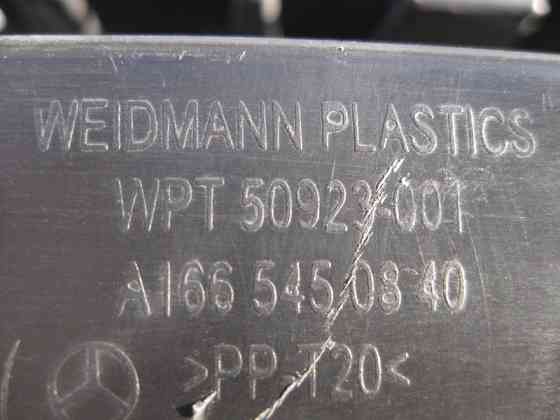 WEIDMANN PLASTICS
WPT 50923-001
A166 545 08 40
>PP-T20<